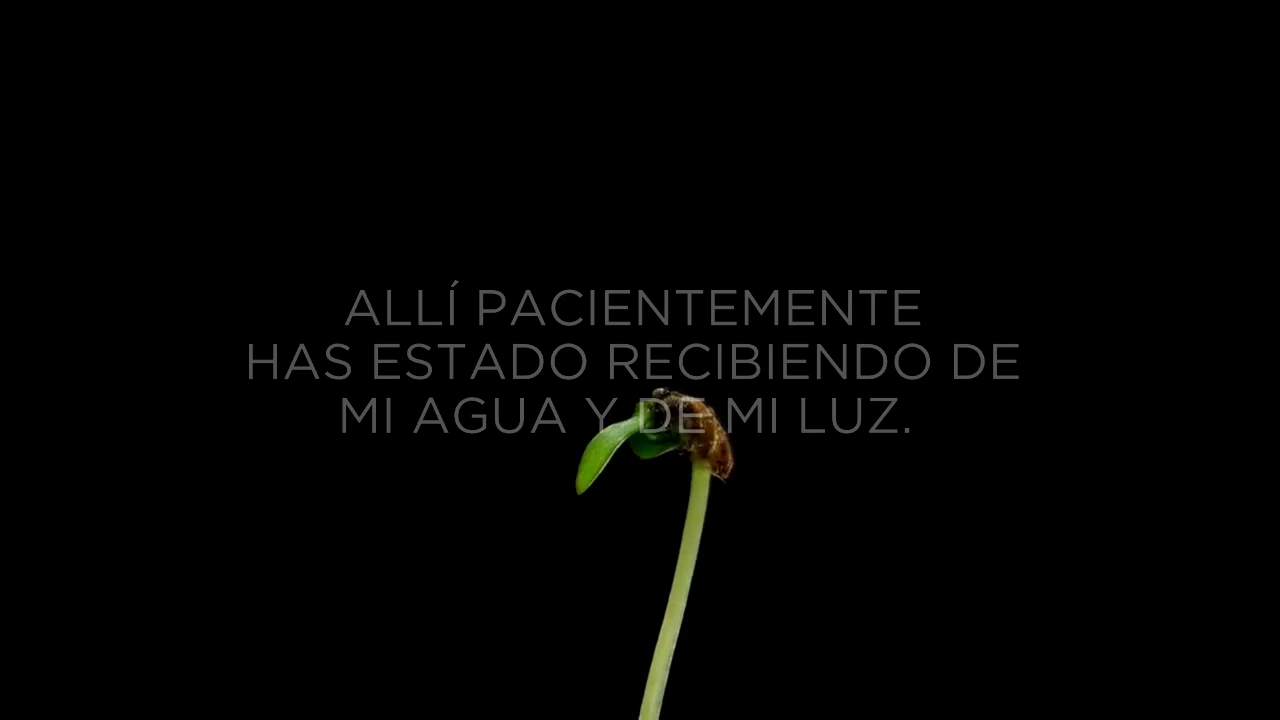 ALLÍ PACIENTEMENTE
HAS ESTADO RECIBIENDO DE
MI AGUA Y DE MI LUZ.